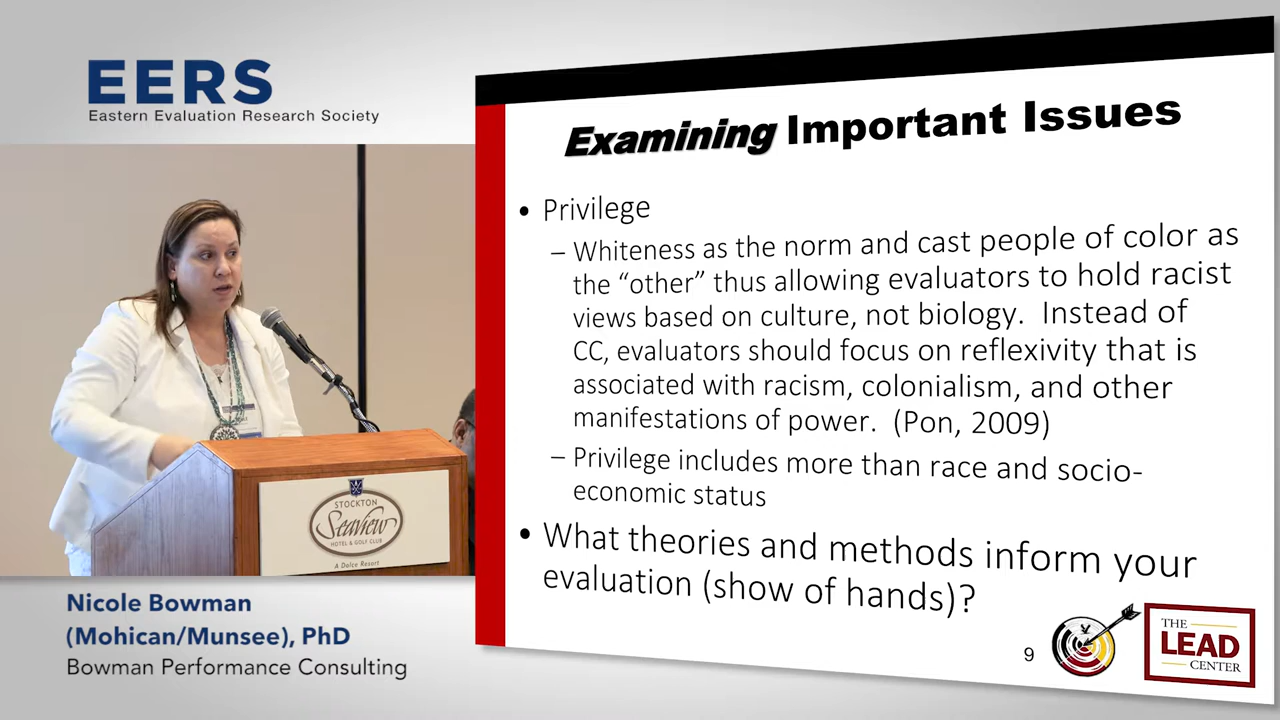 EERS
Eastern Evaluation Research Society
Examining Important Issues
• Privilege
– Whiteness as the norm and cast people of color as
the “other” thus allowing evaluators to hold racist
views based on culture, not biology.  Instead of
CC, evaluators should focus on reflexivity that is
associated with racism, colonialism, and other
manifestations of power.  (Pon, 2009)
– Privilege includes more than race and socio-
economic status
• What theories and methods inform your
evaluation (show of hands)?
9
THE
LEAD
CENTER
STOCKTON
Seaview
HOTEL & GOLF CLUB
A Dolce Resort
Nicole Bowman
(Mohican/Munsee), PhD
Bowman Performance Consulting